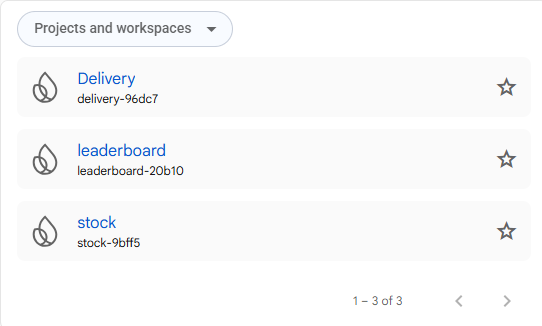 Projects and workspaces
Delivery
delivery-96dc7
leaderboard
leaderboard-20b10
stock
stock-9bff5
1 – 3 of 3